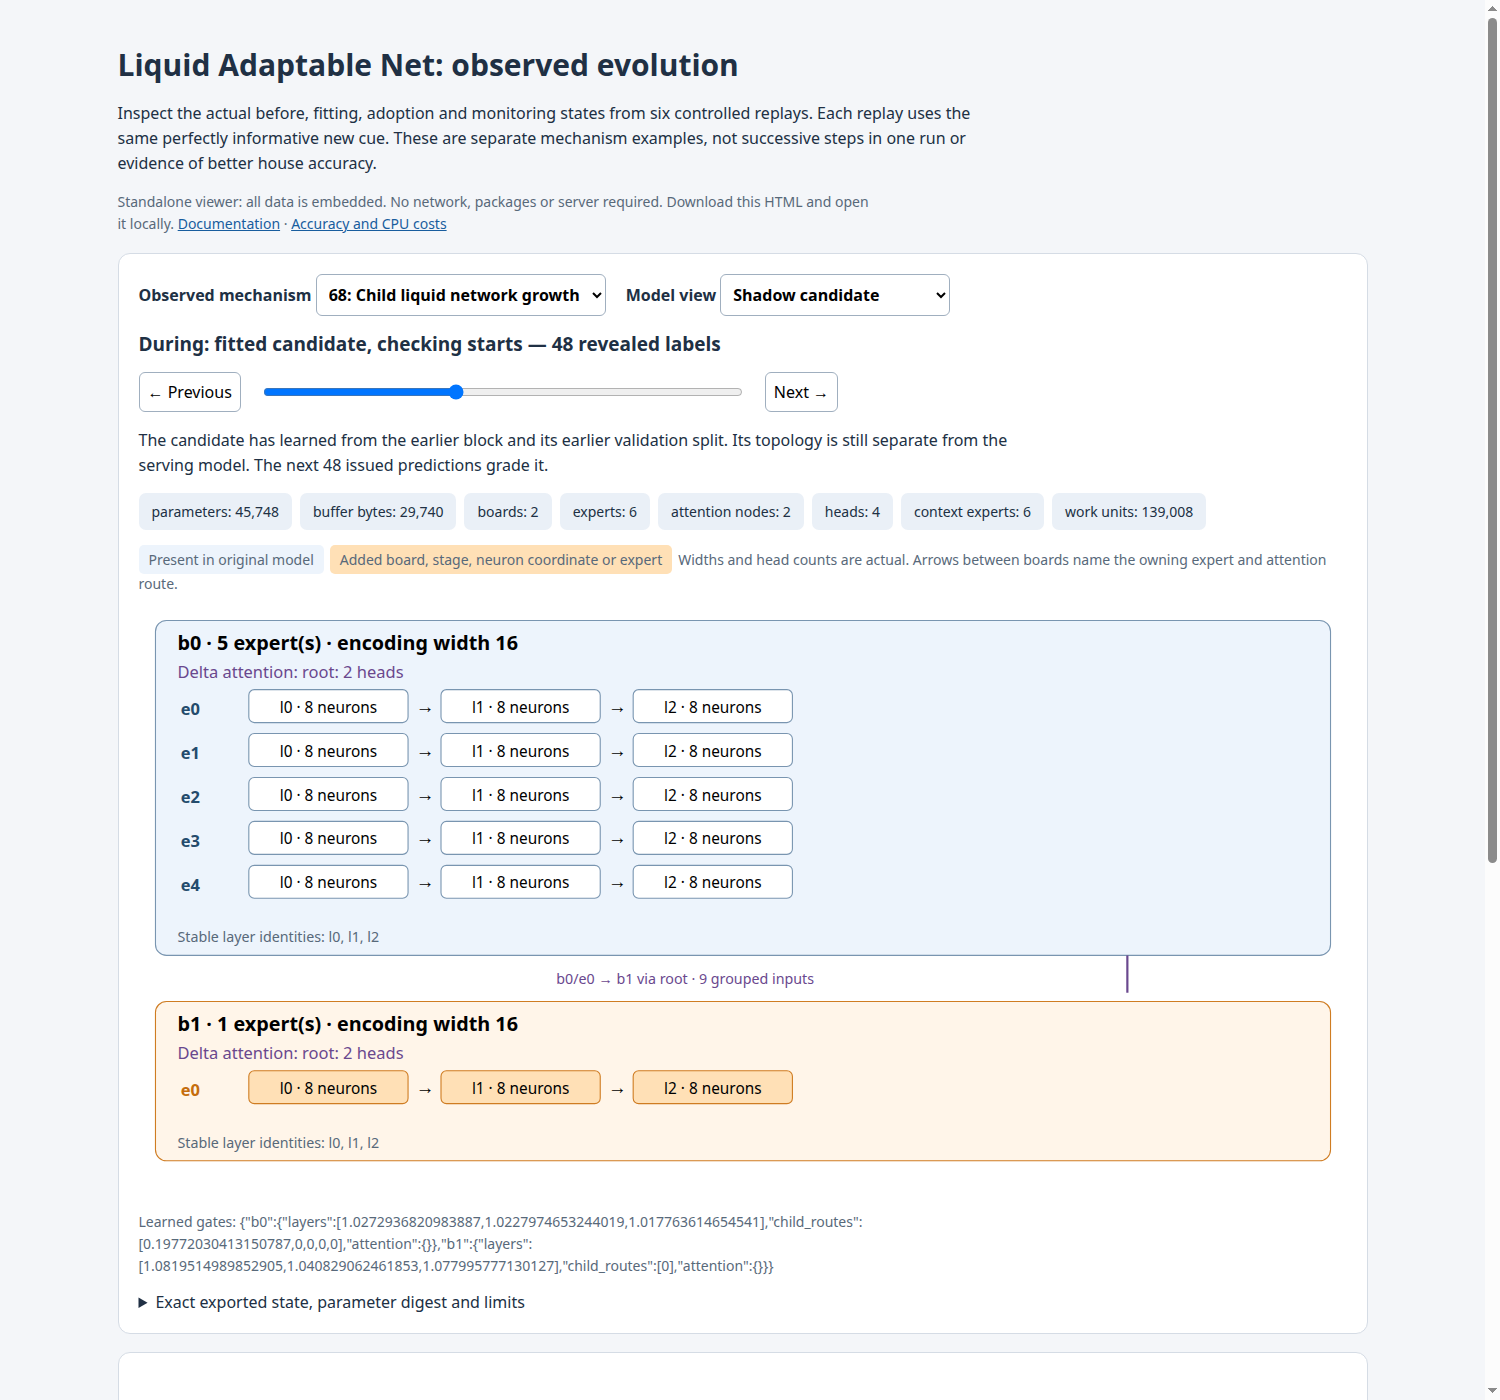 Liquid Adaptable Net: observed evolution
Inspect the actual before, fitting, adoption and monitoring states from six controlled replays. Each replay uses the
same perfectly informative new cue. These are separate mechanism examples, not successive steps in one run or
evidence of better house accuracy.
Standalone viewer: all data is embedded. No network, packages or server required. Download this HTML and open
it locally. Documentation · Accuracy and CPU costs
Observed mechanism 68: Child liquid network growth Model view Shadow candidate
During: fitted candidate, checking starts — 48 revealed labels
← Previous Next →
The candidate has learned from the earlier block and its earlier validation split. Its topology is still separate from the
serving model. The next 48 issued predictions grade it.
parameters: 45,748 buffer bytes: 29,740 boards: 2 experts: 6 attention nodes: 2 heads: 4 context experts: 6 work units: 139,008
Present in original model Added board, stage, neuron coordinate or expert Widths and head counts are actual. Arrows between boards name the owning expert and attention
route.
b0 · 5 expert(s) · encoding width 16
Delta attention: root: 2 heads
e0 l0 · 8 neurons → l1 · 8 neurons → l2 · 8 neurons
e1 l0 · 8 neurons → l1 · 8 neurons → l2 · 8 neurons
e2 l0 · 8 neurons → l1 · 8 neurons → l2 · 8 neurons
e3 l0 · 8 neurons → l1 · 8 neurons → l2 · 8 neurons
e4 l0 · 8 neurons → l1 · 8 neurons → l2 · 8 neurons
Stable layer identities: l0, l1, l2
b0/e0 → b1 via root · 9 grouped inputs
b1 · 1 expert(s) · encoding width 16
Delta attention: root: 2 heads
e0 l0 · 8 neurons → l1 · 8 neurons → l2 · 8 neurons
Stable layer identities: l0, l1, l2
Learned gates: {"b0":{"layers":[1.0272936820983887,1.0227974653244019,1.017763614654541],"child_routes":
[0.19772030413150787,0,0,0,0],"attention":{}},"b1":{"layers":
[1.0819514989852905,1.040829062461853,1.077995777130127],"child_routes":[0],"attention":{}}}
▶ Exact exported state, parameter digest and limits